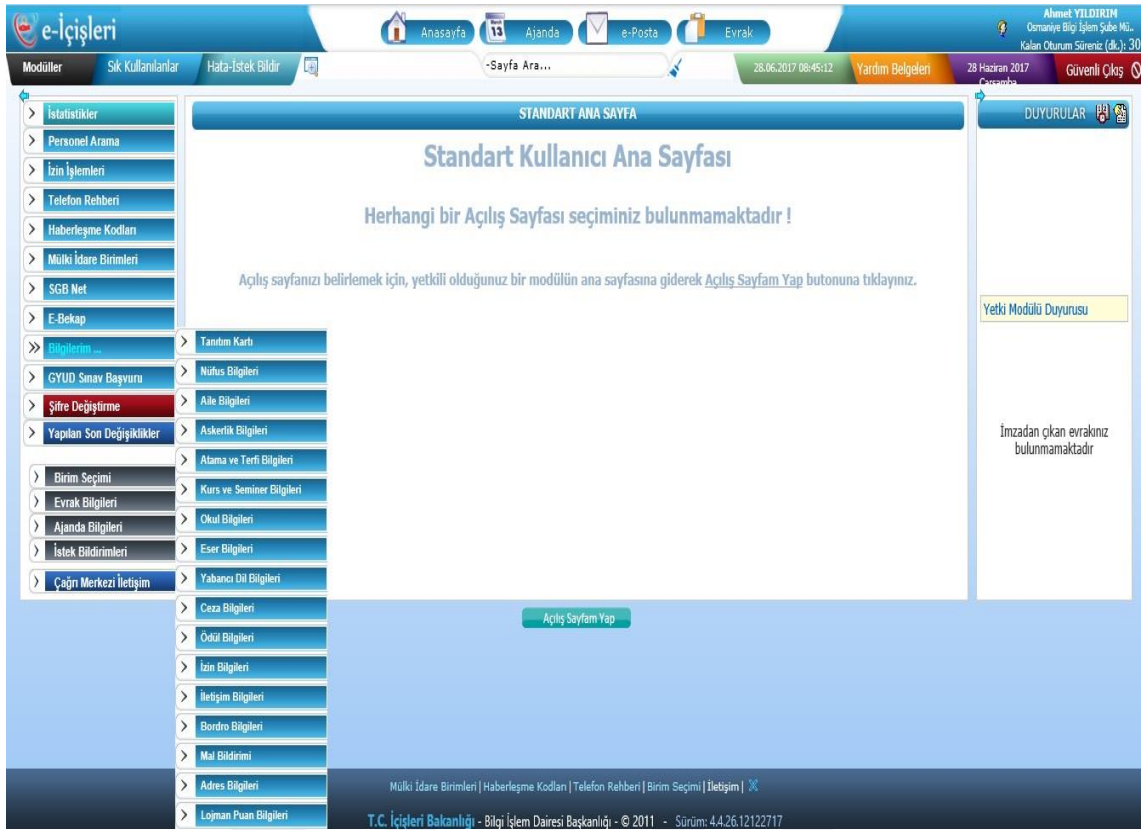 e-İçişleri
Anasayfa
13
Ajanda
e-Posta
Evrak
Ahmet YILDIRIM
Osmaniye Bilgi İşlem Şube Mü..
Kalan Oturum Süreniz (dk.): 30
Modüller
Sık Kullanılanlar
Hata-İstek Bildir
-Sayfa Ara...
28.06.2017 08:45:12
Yardım Belgeleri
28 Haziran 2017
Çarşamba
Güvenli Çıkış
İstatistikler
Personel Arama
İzin İşlemleri
Telefon Rehberi
Haberleşme Kodları
Mülki İdare Birimleri
SGB Net
E-Bekap
Bilgilerim ...
GYUD Sınav Başvuru
Şifre Değiştirme
Yapılan Son Değişiklikler
Birim Seçimi
Evrak Bilgileri
Ajanda Bilgileri
İstek Bildirimleri
Çağrı Merkezi İletişim
Tanıtım Kartı
Nüfus Bilgileri
Aile Bilgileri
Askerlik Bilgileri
Atama ve Terfi Bilgileri
Kurs ve Seminer Bilgileri
Okul Bilgileri
Eser Bilgileri
Yabancı Dil Bilgileri
Ceza Bilgileri
Ödül Bilgileri
İzin Bilgileri
İletişim Bilgileri
Bordro Bilgileri
Mal Bildirimi
Adres Bilgileri
Lojman Puan Bilgileri
STANDART ANA SAYFA
Standart Kullanıcı Ana Sayfası
Herhangi bir Açılış Sayfası seçiminiz bulunmamaktadır !
Açılış sayfanızı belirlemek için, yetkili olduğunuz bir modülün ana sayfasına giderek Açılış Sayfam Yap butonuna tıklayınız.
Açılış Sayfam Yap
DUYURULAR
Yetki Modülü Duyurusu
İmzadan çıkan evrakınız
bulunmamaktadır
Mülki İdare Birimleri | Haberleşme Kodları | Telefon Rehberi | Birim Seçimi | İletişim |
T.C. İçişleri Bakanlığı - Bilgi İşlem Dairesi Başkanlığı - © 2011 - Sürüm: 4.4.26.12122717